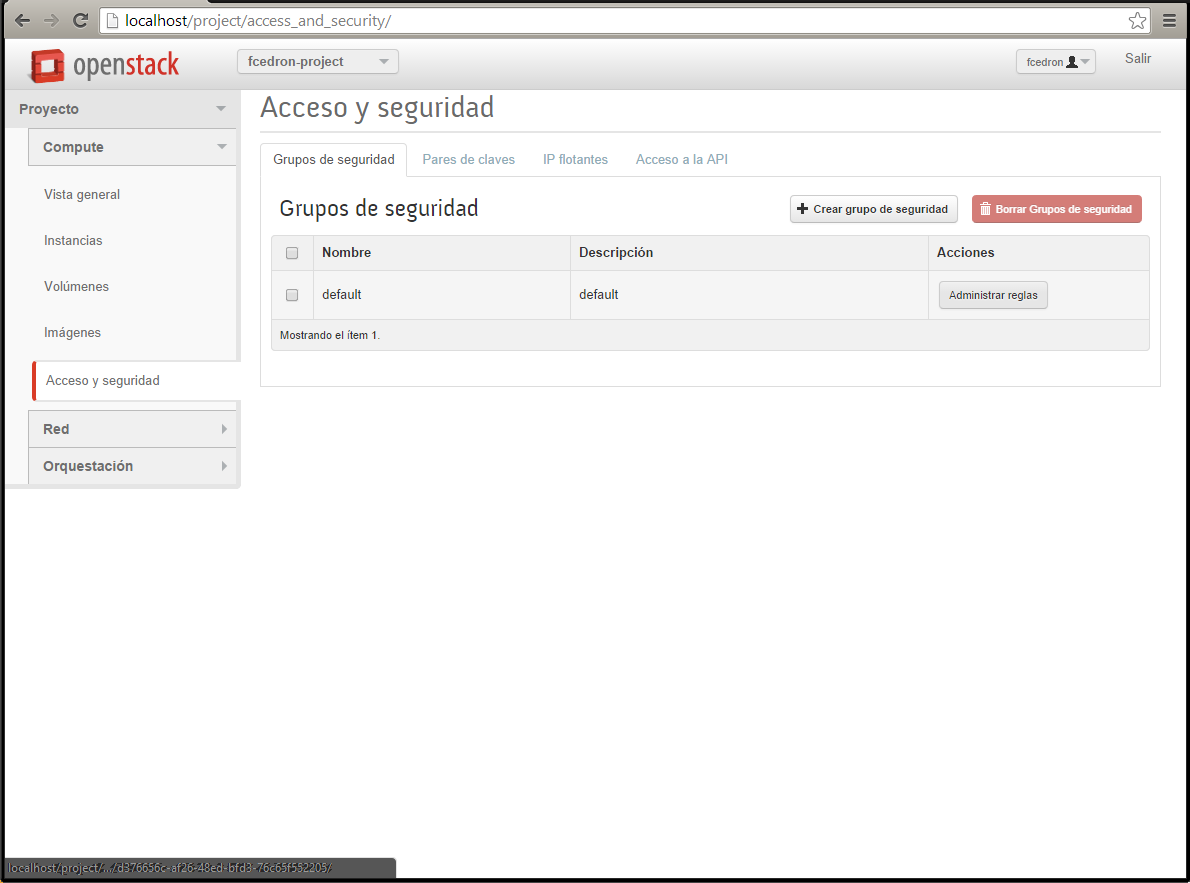 localhost/project/access_and_security/
openstack
fcedron-project
fcedron
Salir
Proyecto
Compute
Vista general
Instancias
Volúmenes
Imágenes
Acceso y seguridad
Red
Orquestación
Acceso y seguridad
Grupos de seguridad
Pares de claves
IP flotantes
Acceso a la API
Grupos de seguridad
Crear grupo de seguridad
Borrar Grupos de seguridad
Nombre Descripción Acciones
default default Administrar reglas
Mostrando el ítem 1.
localhost/project/.../d376656c-af26-48ed-bfd3-76c65f552205/